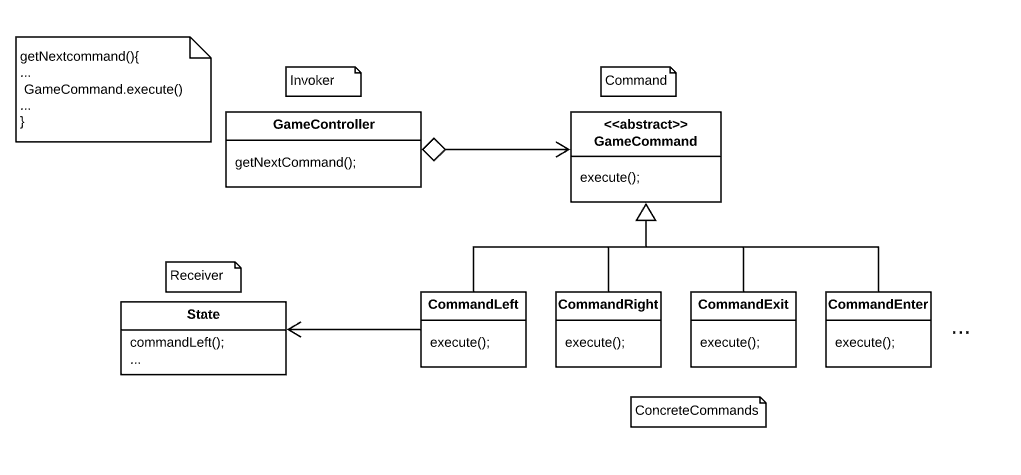 getNextcommand(){
...
GameCommand.execute()
...
}
Invoker
Command
GameController
getNextCommand();
<<abstract>>
GameCommand
execute();
Receiver
State
commandLeft();
...
CommandLeft
execute();
CommandRight
execute();
CommandExit
execute();
CommandEnter
execute();
...
ConcreteCommands